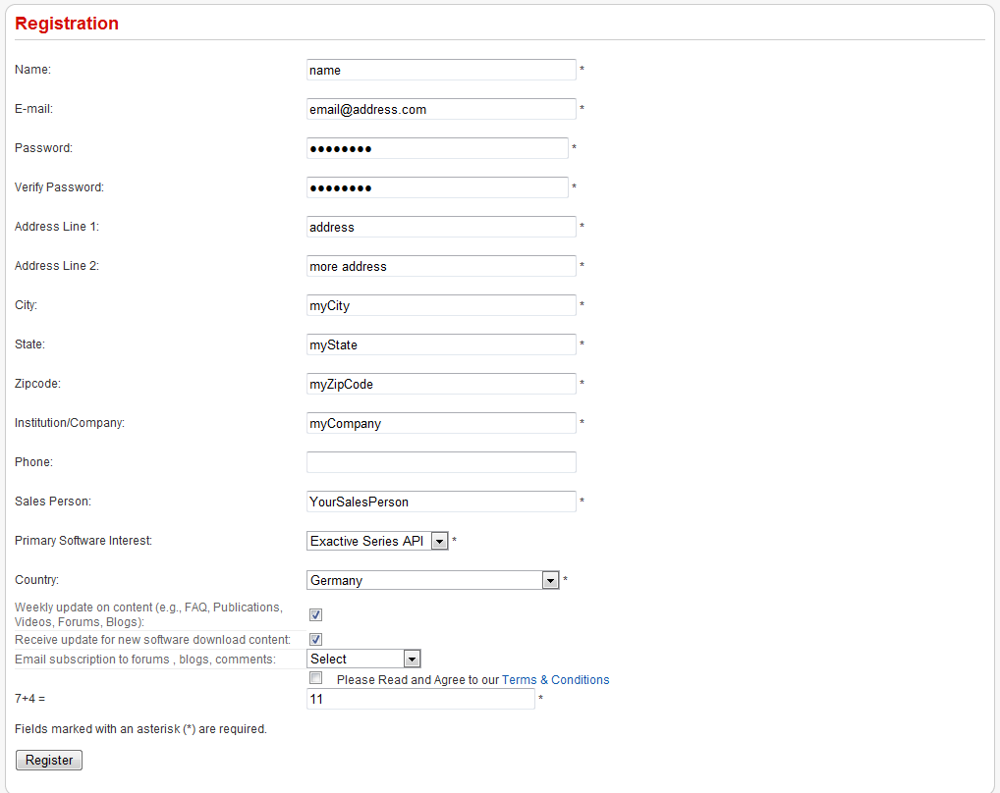 Registration
Name: name *
E-mail: email@address.com *
Password: ●●●●●●●● *
Verify Password: ●●●●●●●● *
Address Line 1: address *
Address Line 2: more address *
City: myCity *
State: myState *
Zipcode: myZipCode *
Institution/Company: myCompany *
Phone:
Sales Person: YourSalesPerson *
Primary Software Interest: Exactive Series API *
Country: Germany *
Weekly update on content (e.g., FAQ, Publications,
Videos, Forums, Blogs):
Receive update for new software download content:
Email subscription to forums , blogs, comments: Select
Please Read and Agree to our Terms & Conditions
7+4 = 11 *
Fields marked with an asterisk (*) are required.
Register